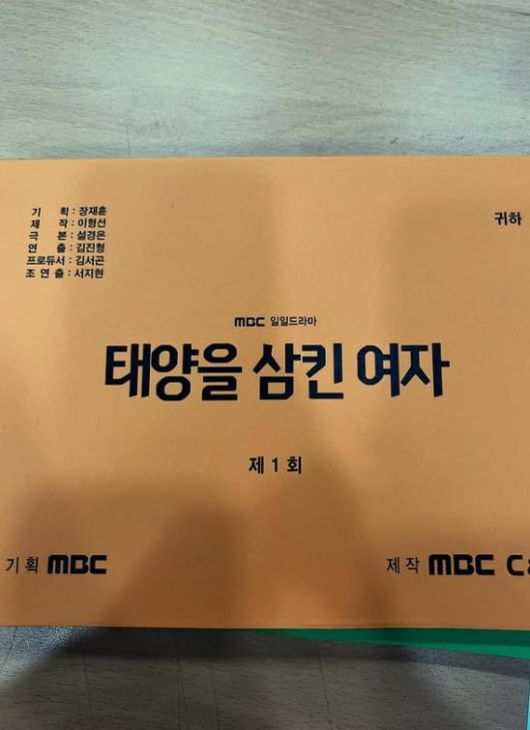 기 획 : 장재훈
제 작 : 이형선
극 본 : 설경은
연 출 : 김진형
프로듀서 : 김서곤
조 연 출 : 서지현
귀하
MBC 일일드라마
태양을 삼킨 여자
제 1 회
기획 MBC
제작 MBC